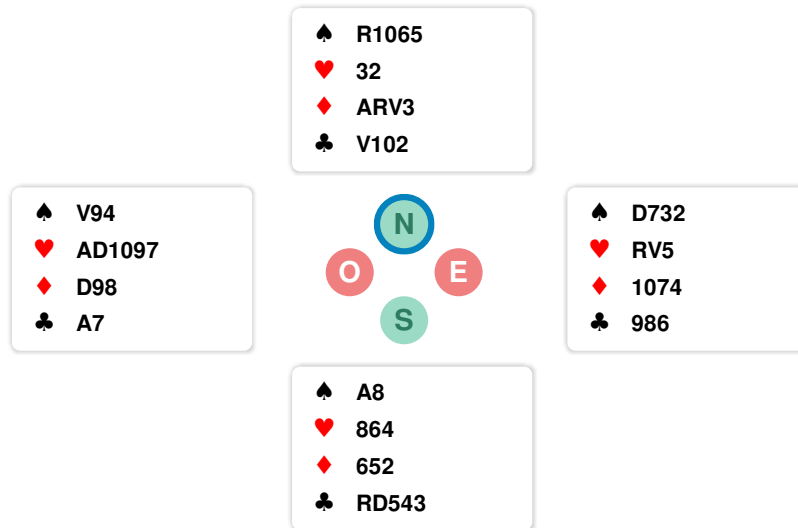 ♠ R1065
♥ 32
♦ ARV3
♣ V102
♠ V94
♥ AD1097
♦ D98
♣ A7
N
O
E
S
♠ D732
♥ RV5
♦ 1074
♣ 986
♠ A8
♥ 864
♦ 652
♣ RD543